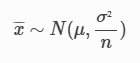 x̅ ~ N(μ, σ²/n)